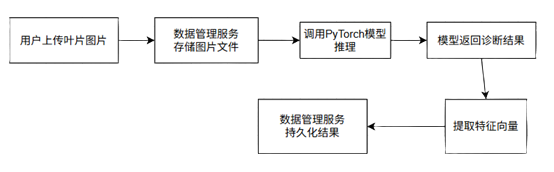 用户上传叶片图片
数据管理服务
存储图片文件
调用PyTorch模型
推理
模型返回诊断结果
提取特征向量
数据管理服务
持久化结果